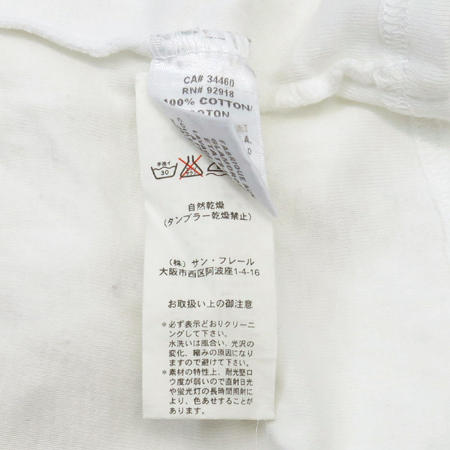 CA# 34460
RN# 92918
100% COTTON/
COTON
手洗イ
30
自然乾燥
(タンブラー乾燥禁止)
(株) サン・フレール
大阪市西区阿波座1-4-16
お取扱い上の御注意
※必ず表示どおりクリーニ
ングして下さい。
水洗いは風合い、光沢の
変化、縮みの原因になり
ますので避けて下さい。
※素材の特性上、耐光堅ロ
ウ度が弱いので直射日光
や蛍光灯の長時間照射に
より、色あせすることが
あります。